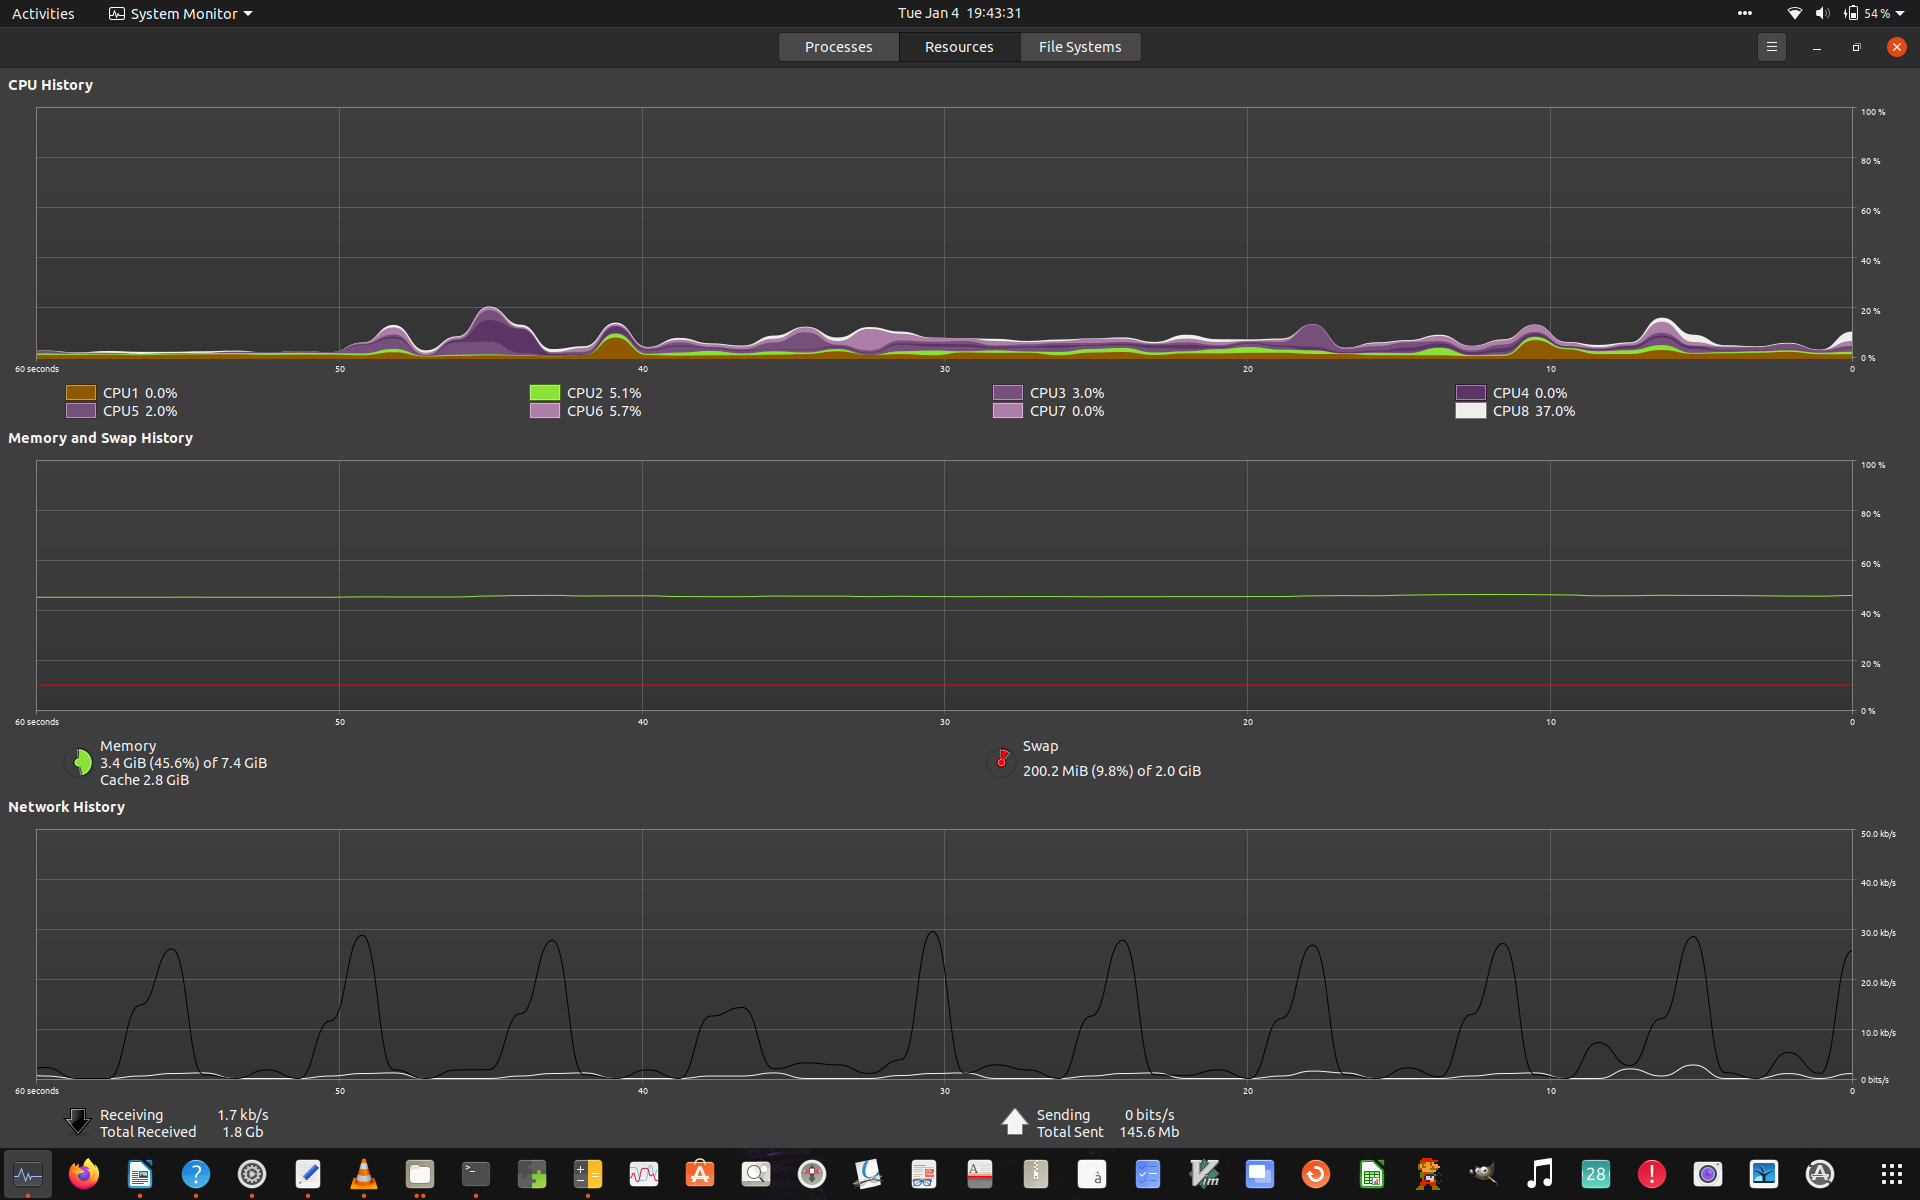 Activities
System Monitor
Tue Jan 4 19:43:31
54 %
Processes
Resources
File Systems
CPU History
100 %
80 %
60 %
40 %
20 %
0 %
60 seconds
50
40
30
20
10
0
CPU1 0.0%
CPU2 5.1%
CPU3 3.0%
CPU4 0.0%
CPU5 2.0%
CPU6 5.7%
CPU7 0.0%
CPU8 37.0%
Memory and Swap History
100 %
80 %
60 %
40 %
20 %
0 %
60 seconds
50
40
30
20
10
0
Memory
3.4 GiB (45.6%) of 7.4 GiB
Cache 2.8 GiB
Swap
200.2 MiB (9.8%) of 2.0 GiB
Network History
50.0 kb/s
40.0 kb/s
30.0 kb/s
20.0 kb/s
10.0 kb/s
0 bits/s
60 seconds
50
40
30
20
10
0
Receiving 1.7 kb/s
Total Received 1.8 Gb
Sending 0 bits/s
Total Sent 145.6 Mb
28